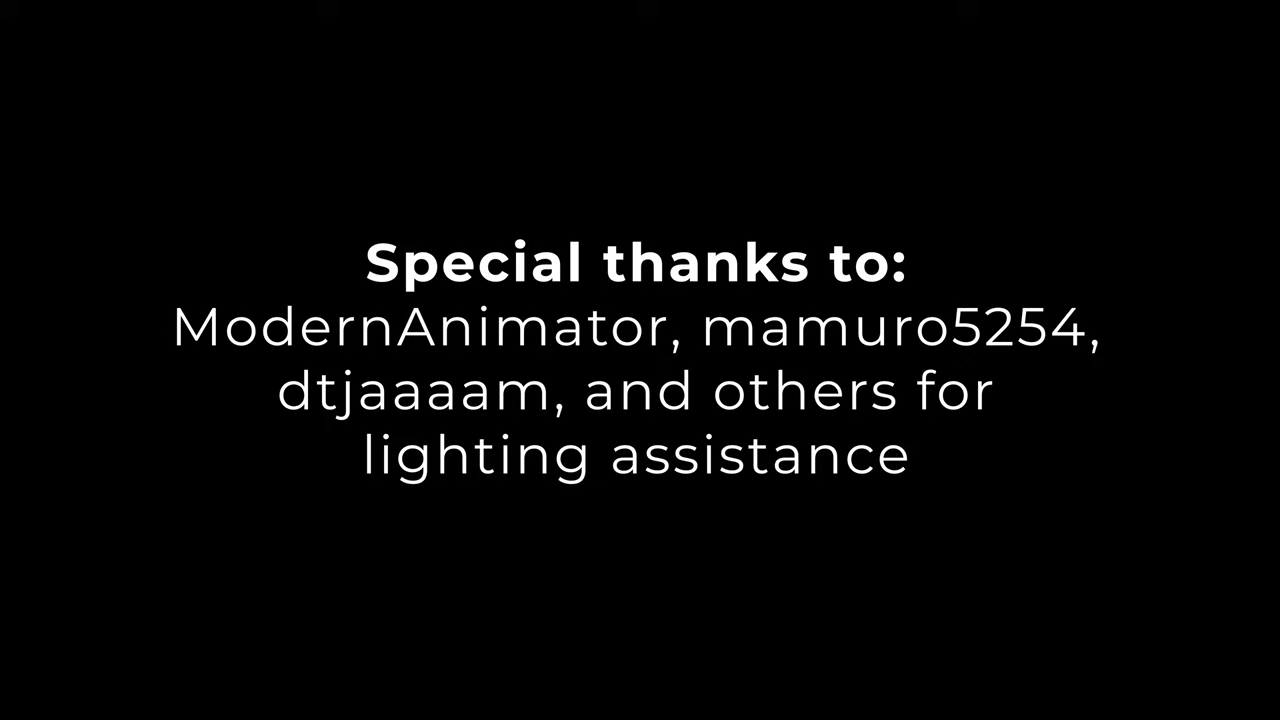 Special thanks to:
ModernAnimator, mamuro5254,
dtjaaaam, and others for
lighting assistance